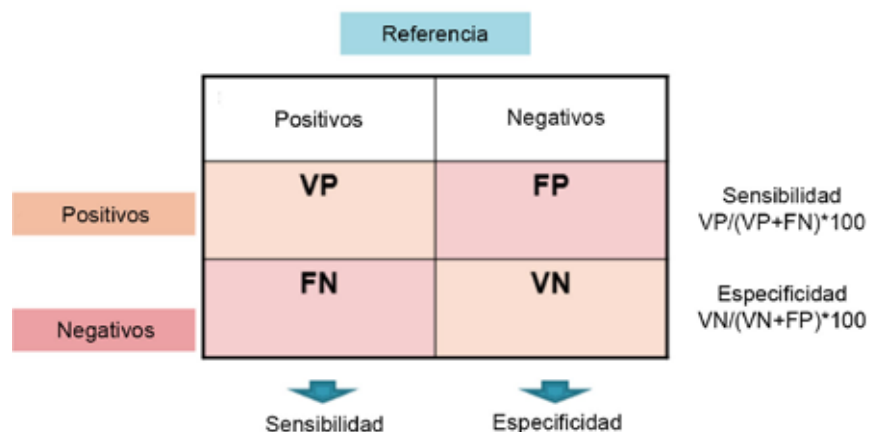 Referencia
Positivos
Negativos
Positivos
VP
FP
Sensibilidad
VP/(VP+FN)*100
Negativos
FN
VN
Especificidad
VN/(VN+FP)*100
Sensibilidad
Especificidad